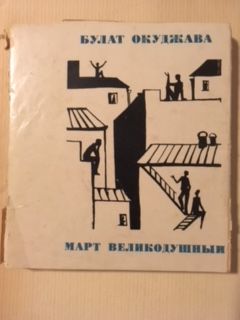 БУЛАТ ОКУДЖАВА
МАРТ ВЕЛИКОДУШНЫЙ